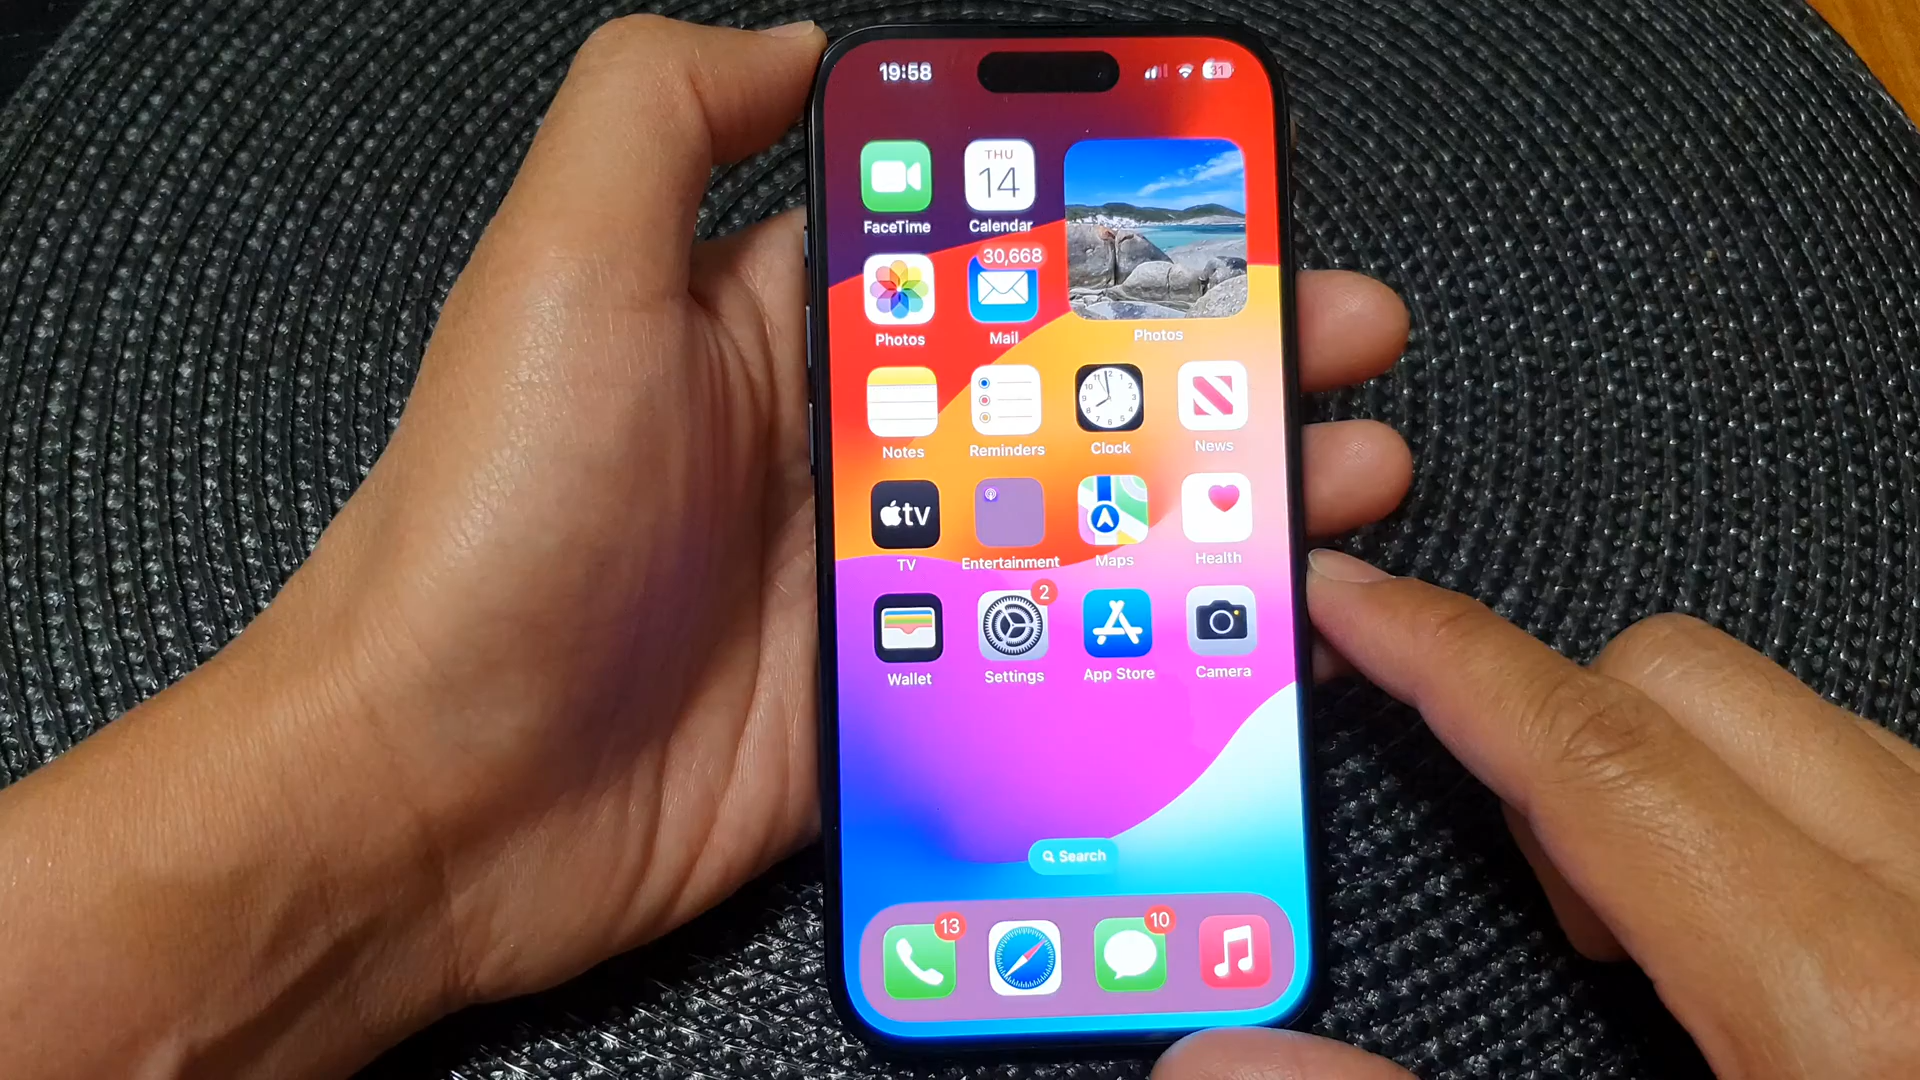 19:58 31
THU
14
FaceTime Calendar
30,668
Photos Mail Photos
Notes Reminders Clock News
tv
TV Entertainment Maps Health
2
Wallet Settings App Store Camera
Search
13 10